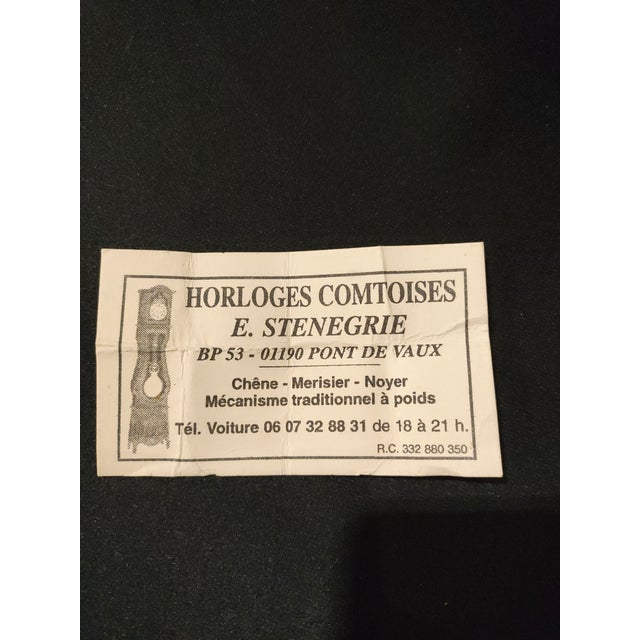 HORLOGES COMTOISES
E. STENEGRIE
BP 53 - 01190 PONT DE VAUX
Chêne - Merisier - Noyer
Mécanisme traditionnel à poids
Tél. Voiture 06 07 32 88 31 de 18 à 21 h.
R.C. 332 880 350